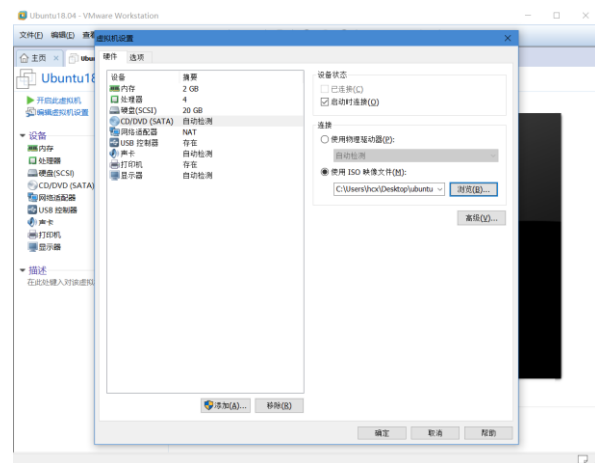 Ubuntu18.04 - VMware Workstation
文件(F) 编辑(E) 查看
虚拟机设置
主页
硬件 选项
Ubuntu18
开启此虚拟机
编辑虚拟机设置
设备
内存
处理器
硬盘(SCSI)
CD/DVD (SATA)
网络适配器
USB 控制器
声卡
打印机
显示器
描述
在此处键入对该虚拟
设备 摘要
内存 2 GB
处理器 4
硬盘(SCSI) 20 GB
CD/DVD (SATA) 自动检测
网络适配器 NAT
USB 控制器 存在
声卡 自动检测
打印机 存在
显示器 自动检测
添加(A)... 移除(R)
设备状态
已连接(C)
启动时连接(O)
连接
使用物理驱动器(P):
自动检测
使用 ISO 映像文件(M):
C:\Users\hcx\Desktop\ubuntu 浏览(B)...
高级(V)...
确定 取消 帮助